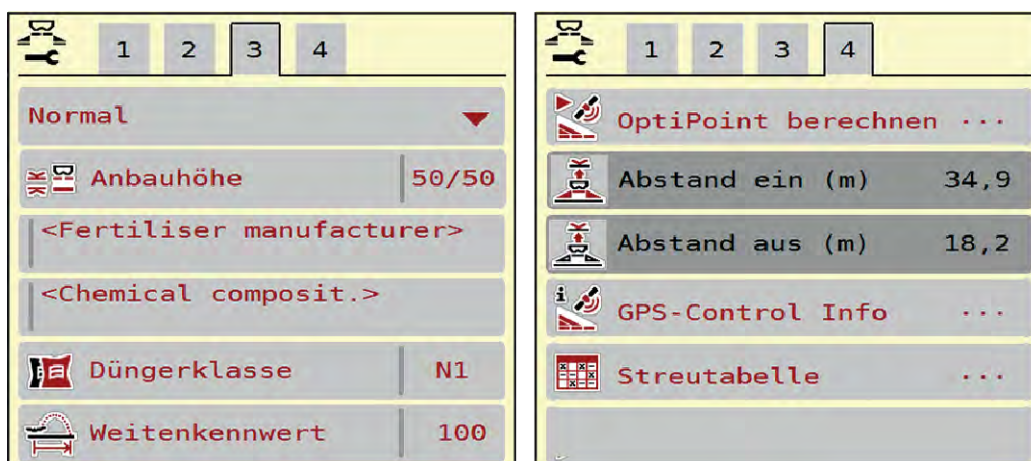 1 2 3 4
Normal
Anbauhöhe 50/50
<Fertiliser manufacturer>
<Chemical composit.>
Düngerklasse N1
Weitenkennwert 100
1 2 3 4
OptiPoint berechnen ...
Abstand ein (m) 34,9
Abstand aus (m) 18,2
i
GPS-Control Info ...
Streutabelle ...